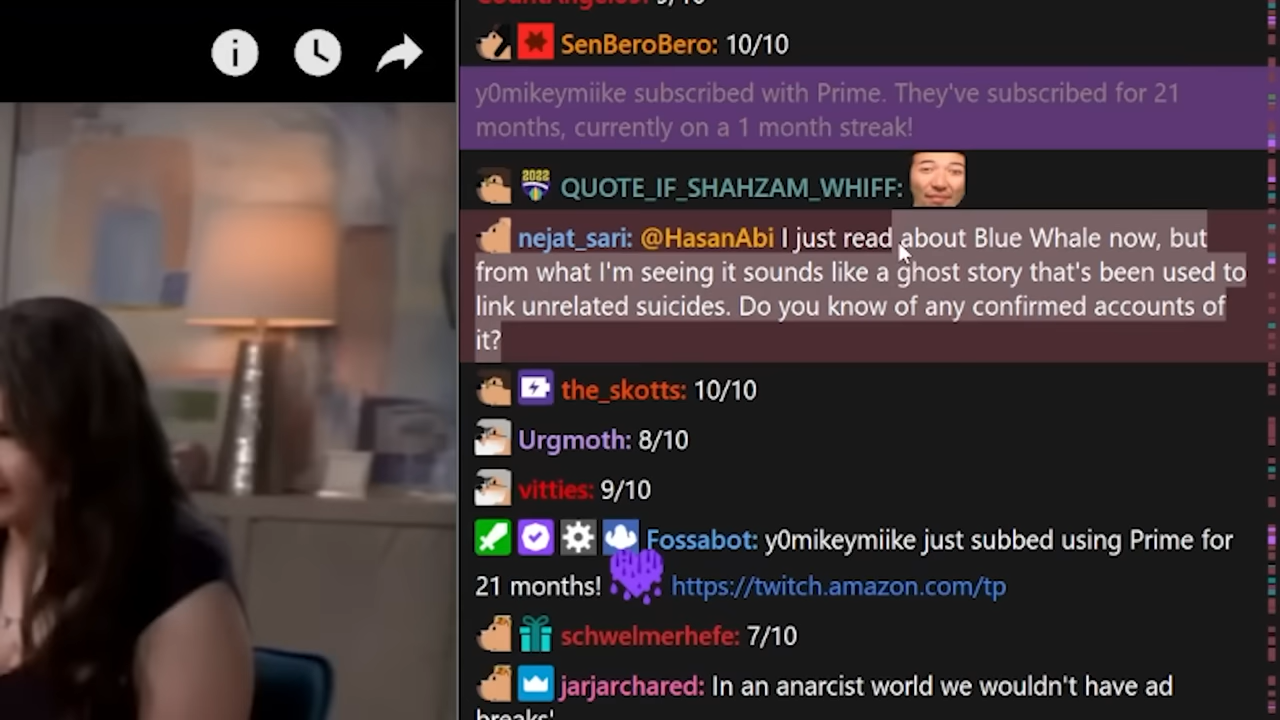 SenBeroBero: 10/10
y0mikeymiike subscribed with Prime. They've subscribed for 21
months, currently on a 1 month streak!
2022 QUOTE_IF_SHAHZAM_WHIFF:
nejat_sari: @HasanAbi I just read about Blue Whale now, but
from what I'm seeing it sounds like a ghost story that's been used to
link unrelated suicides. Do you know of any confirmed accounts of
it?
the_skotts: 10/10
Urgmoth: 8/10
vitties: 9/10
Fossabot: y0mikeymiike just subbed using Prime for
21 months! https://twitch.amazon.com/tp
schwelmerhefe: 7/10
jarjarchared: In an anarcist world we wouldn't have ad
breaks'